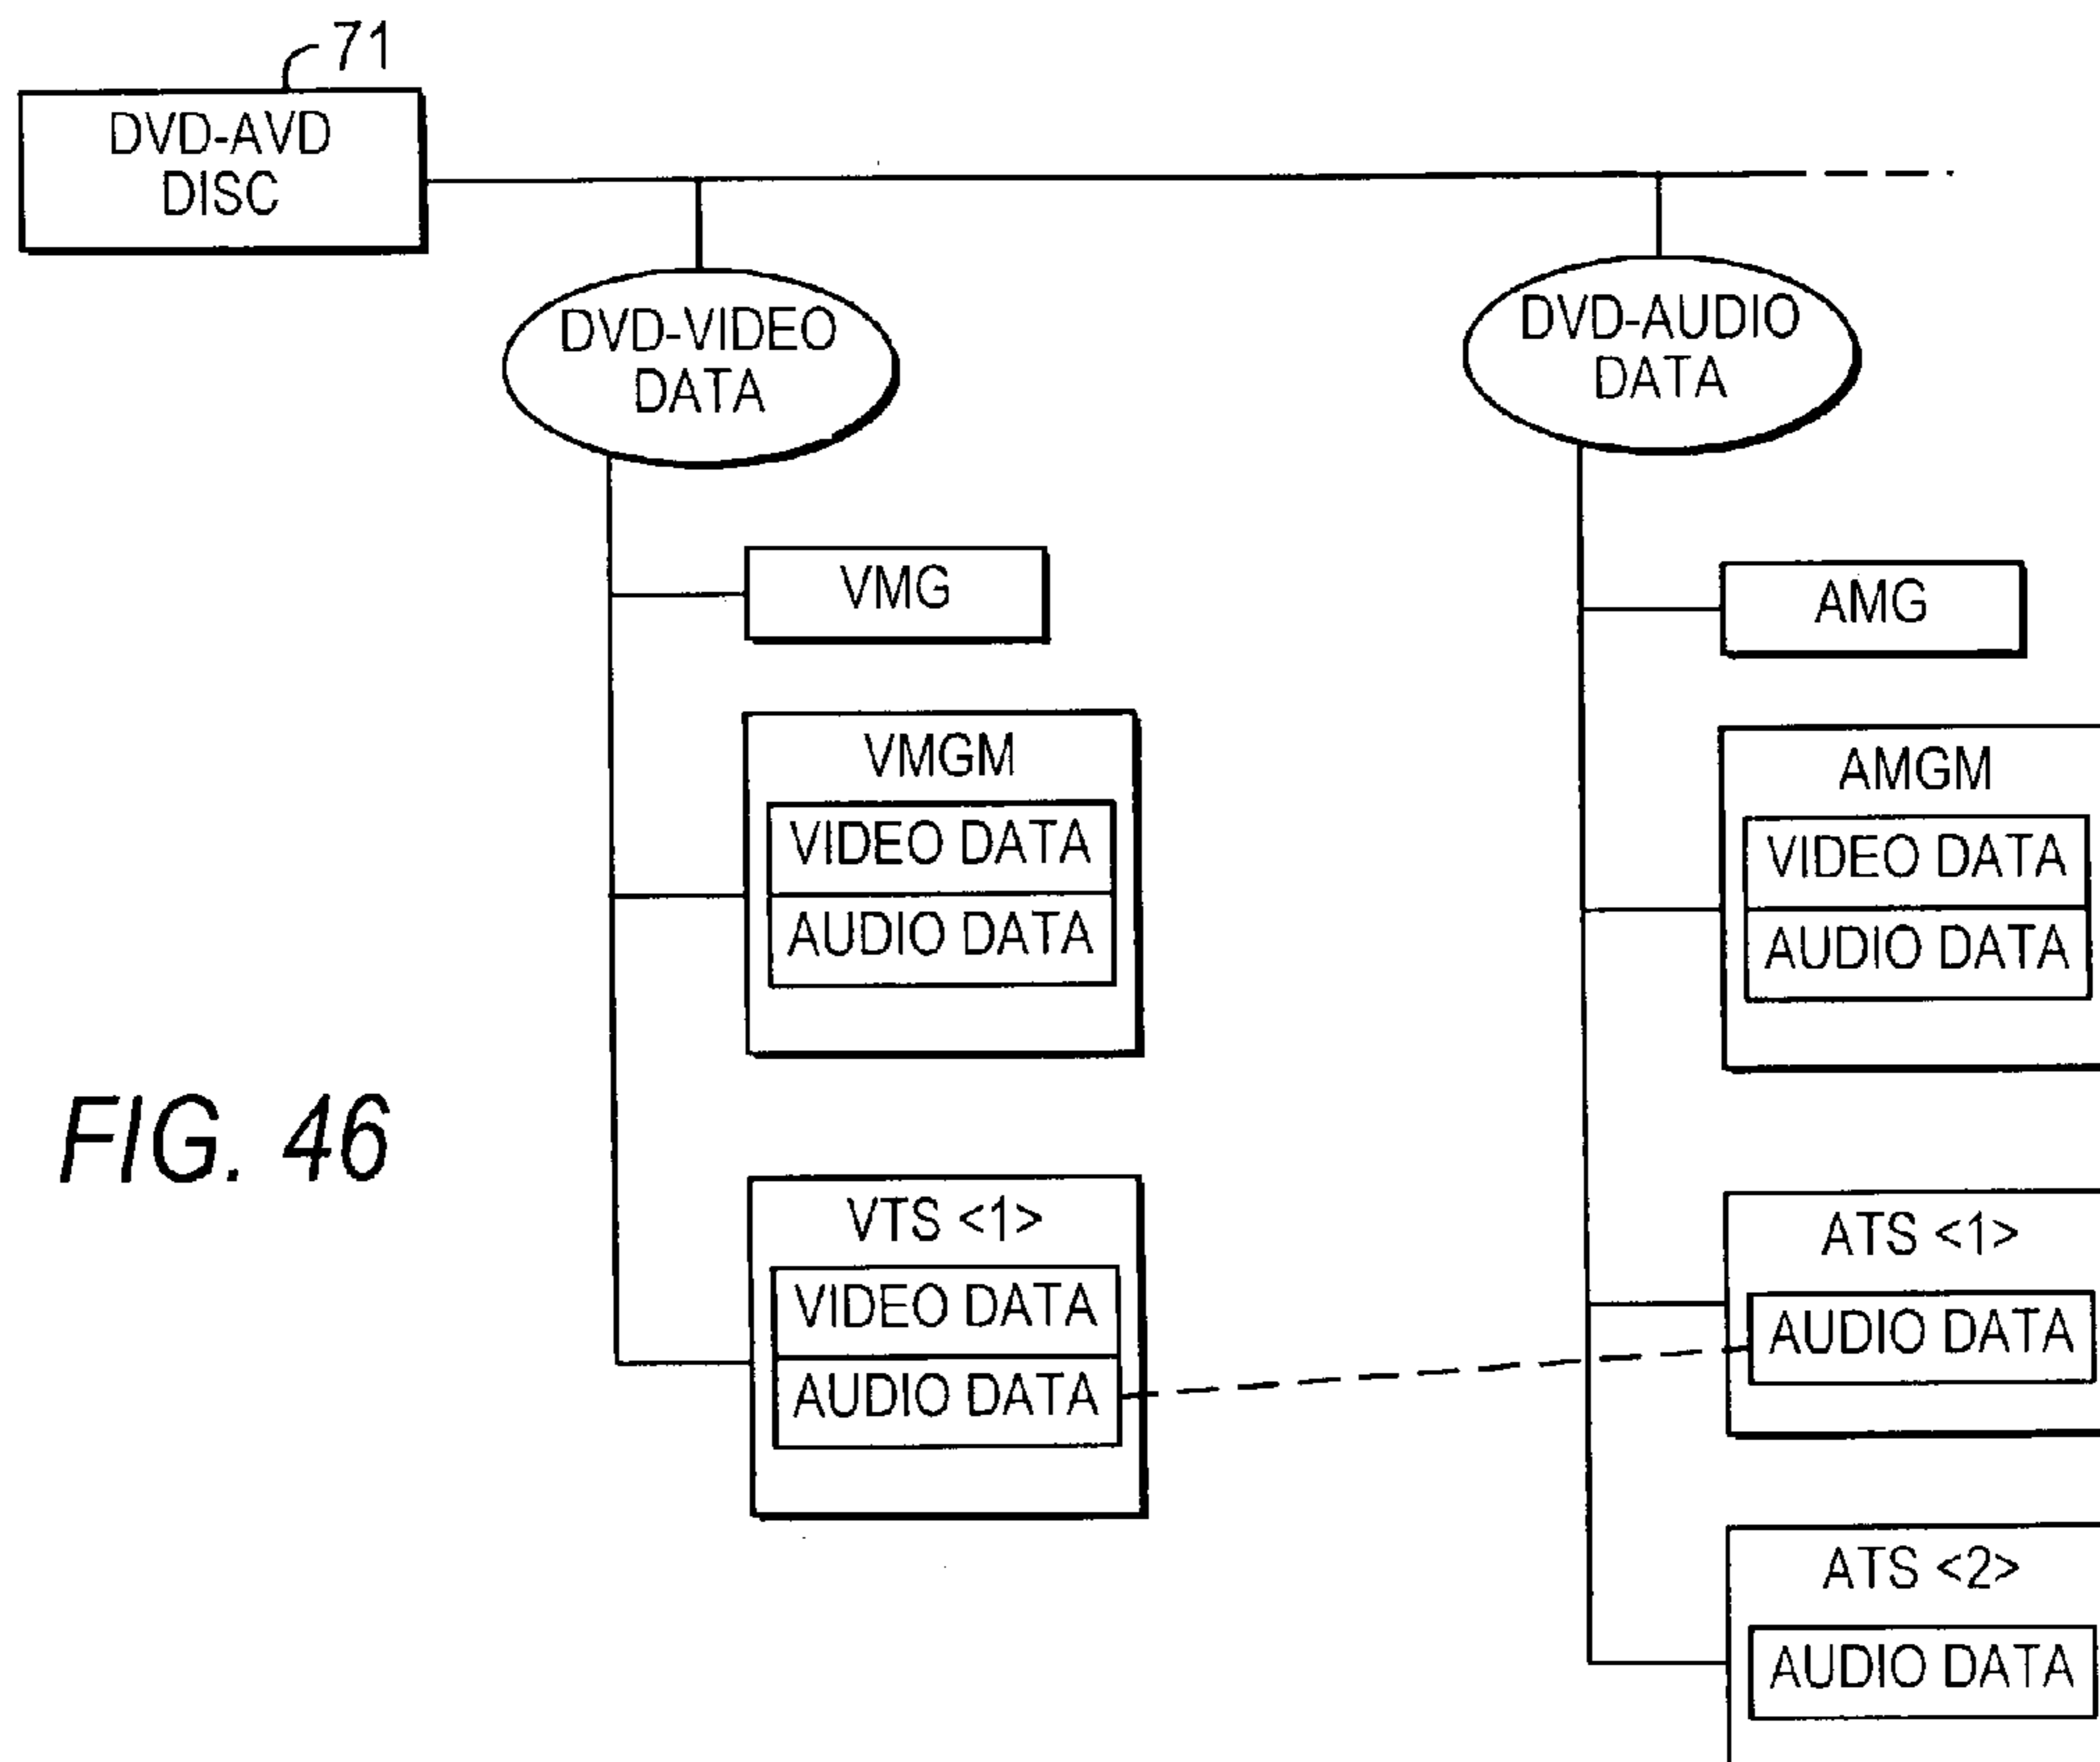 71
DVD-AVD
DISC
DVD-VIDEO
DATA
VMG
VMGM
VIDEO DATA
AUDIO DATA
VTS <1>
VIDEO DATA
AUDIO DATA
DVD-AUDIO
DATA
AMG
AMGM
VIDEO DATA
AUDIO DATA
ATS <1>
AUDIO DATA
ATS <2>
AUDIO DATA
FIG. 46